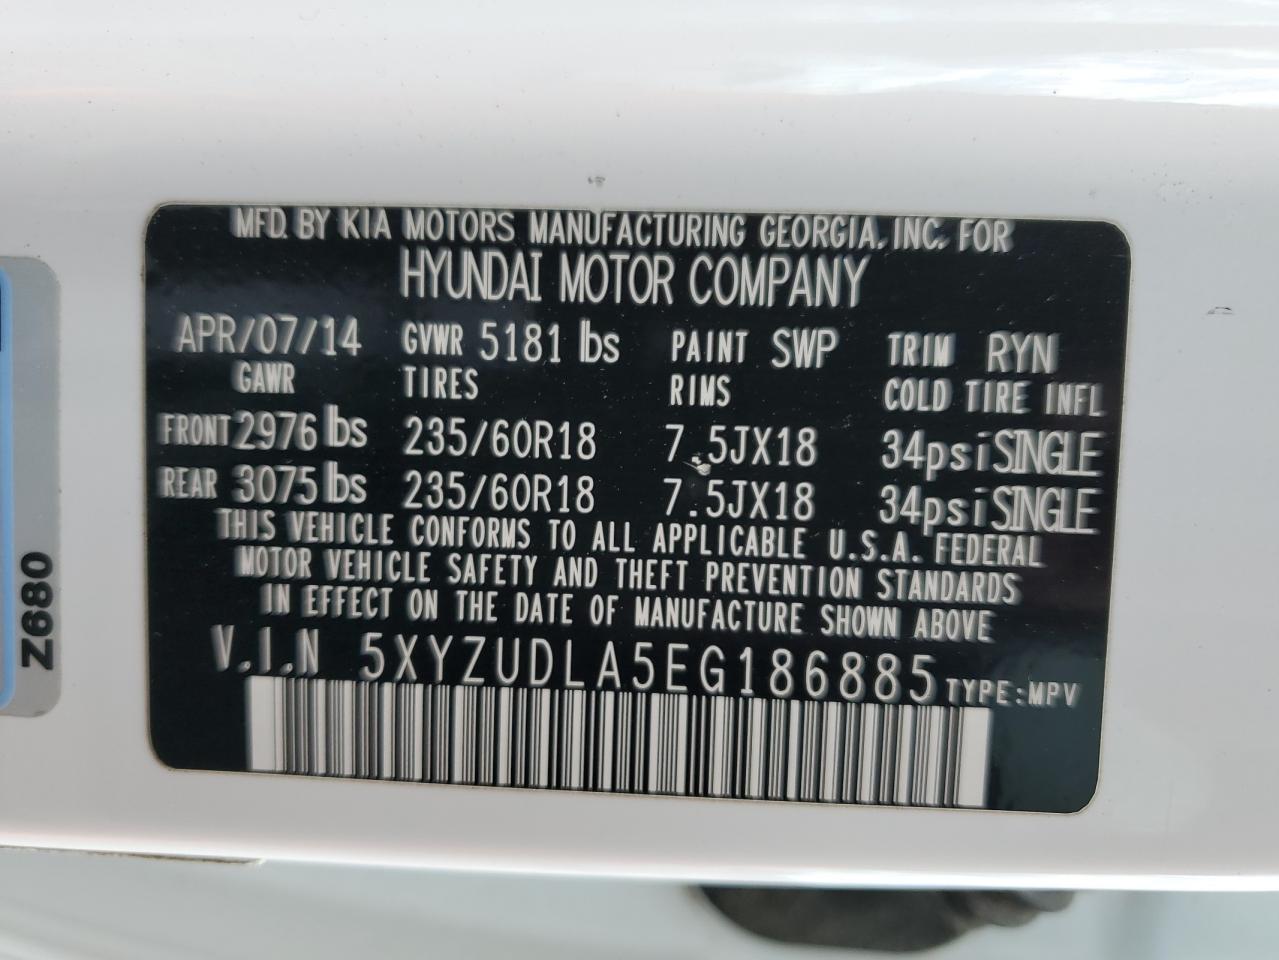 MFD. BY KIA MOTORS MANUFACTURING GEORGIA, INC. FOR
HYUNDAI MOTOR COMPANY
APR/07/14 GVWR 5181 lbs PAINT SWP TRIM RYN
GAWR TIRES RIMS COLD TIRE INFL
FRONT 2976 lbs 235/60R18 7.5JX18 34psi SINGLE
REAR 3075 lbs 235/60R18 7.5JX18 34psi SINGLE
THIS VEHICLE CONFORMS TO ALL APPLICABLE U.S.A. FEDERAL
MOTOR VEHICLE SAFETY AND THEFT PREVENTION STANDARDS
IN EFFECT ON THE DATE OF MANUFACTURE SHOWN ABOVE
V.I.N 5XYZUDLA5EG186885 TYPE:MPV
Z680